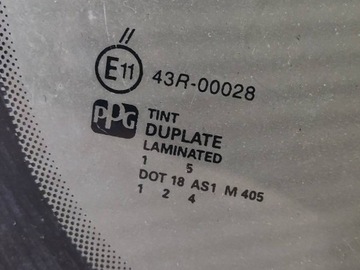 //
E11 43R-00028
PPG TINT
DUPLATE
LAMINATED
1 5
DOT 18 AS1 M 405
1 2 4